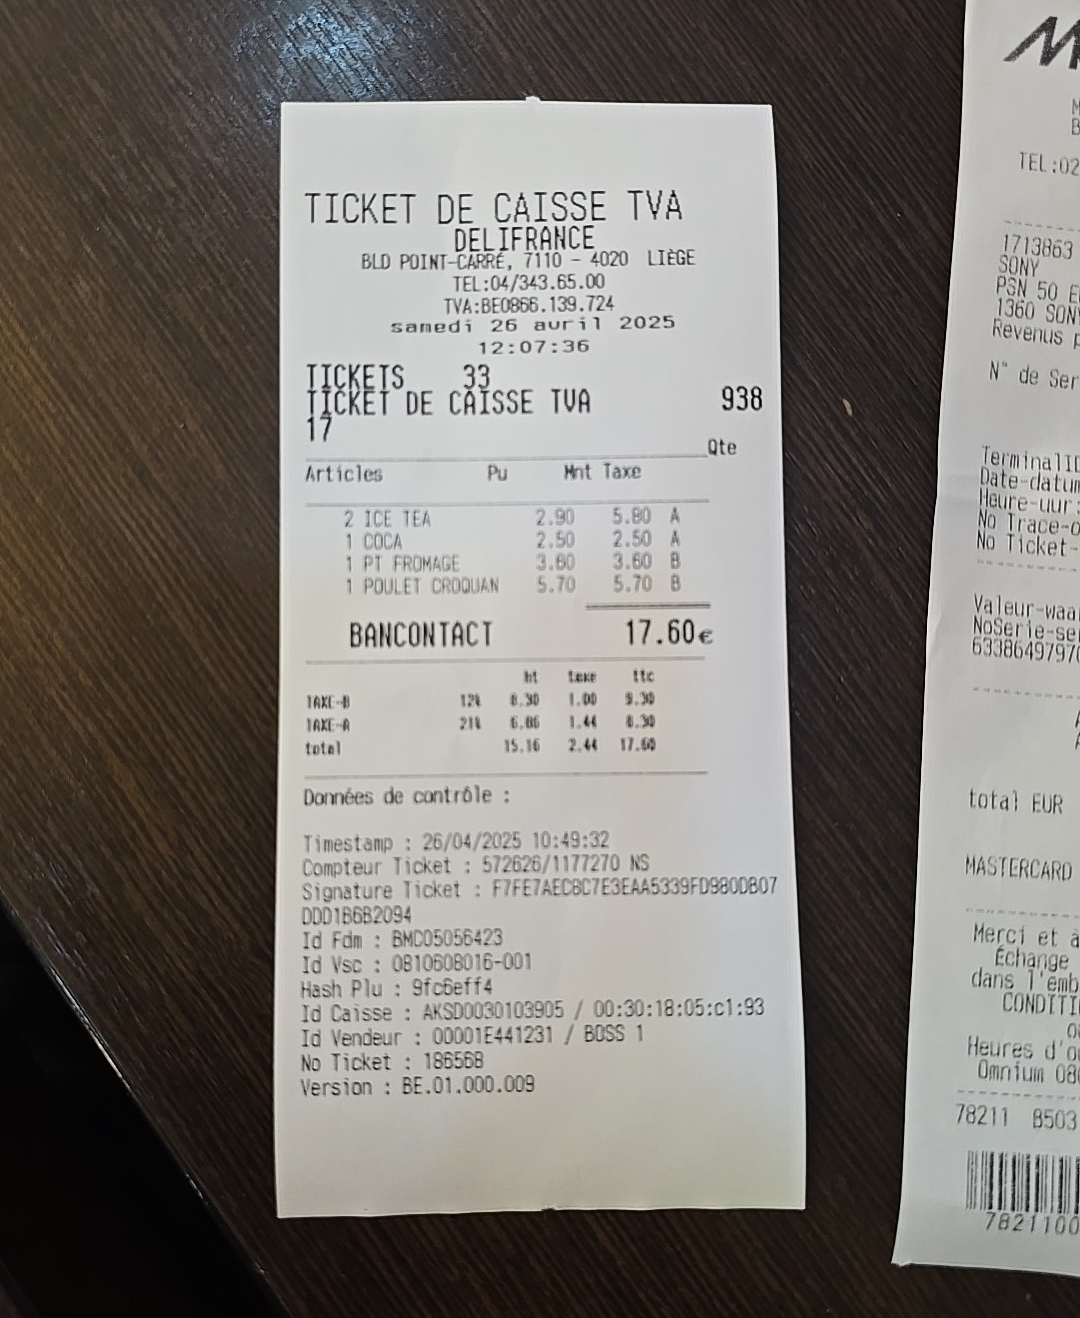 TICKET DE CAISSE TVA
DELIFRANCE
BLD POINT-CARRÉ, 7110 - 4020 LIÈGE
TEL:04/343.65.00
TVA:BE0866.139.724
samedi 26 avril 2025
12:07:36
TICKETS 33
TICKET DE CAISSE TVA 938
17
Qte
Articles Pu Mnt Taxe
2 ICE TEA 2.90 5.80 A
1 COCA 2.50 2.50 A
1 PT FROMAGE 3.60 3.60 B
1 POULET CROQUAN 5.70 5.70 B
BANCONTACT 17.60€
ht taxe ttc
TAXE-B 12% 8.30 1.00 9.30
TAXE-A 21% 6.86 1.44 8.30
total 15.16 2.44 17.60
Données de contrôle :
Timestamp : 26/04/2025 10:49:32
Compteur Ticket : 572626/1177270 NS
Signature Ticket : F7FE7AEC8C7E3EAA5339FD980DB07
DDD1B6B2094
Id Fdm : BMC05056423
Id Vsc : 0810608016-001
Hash Plu : 9fc6eff4
Id Caisse : AKSD0030103905 / 00:30:18:05:c1:93
Id Vendeur : 00001E441231 / BOSS 1
No Ticket : 186568
Version : BE.01.000.009
M
B
TEL:02
1713863
SONY
PSN 50 E
1360 SONY
Revenus p
N° de Ser
TerminalID
Date-datum
Heure-uur:
No Trace-
No Ticket-
Valeur-waar
NoSerie-se
6338649797
total EUR
MASTERCARD
Merci et à
Échange
dans l'emb
CONDITI
Heures d'o
Omnium 080
78211 B503
7821100